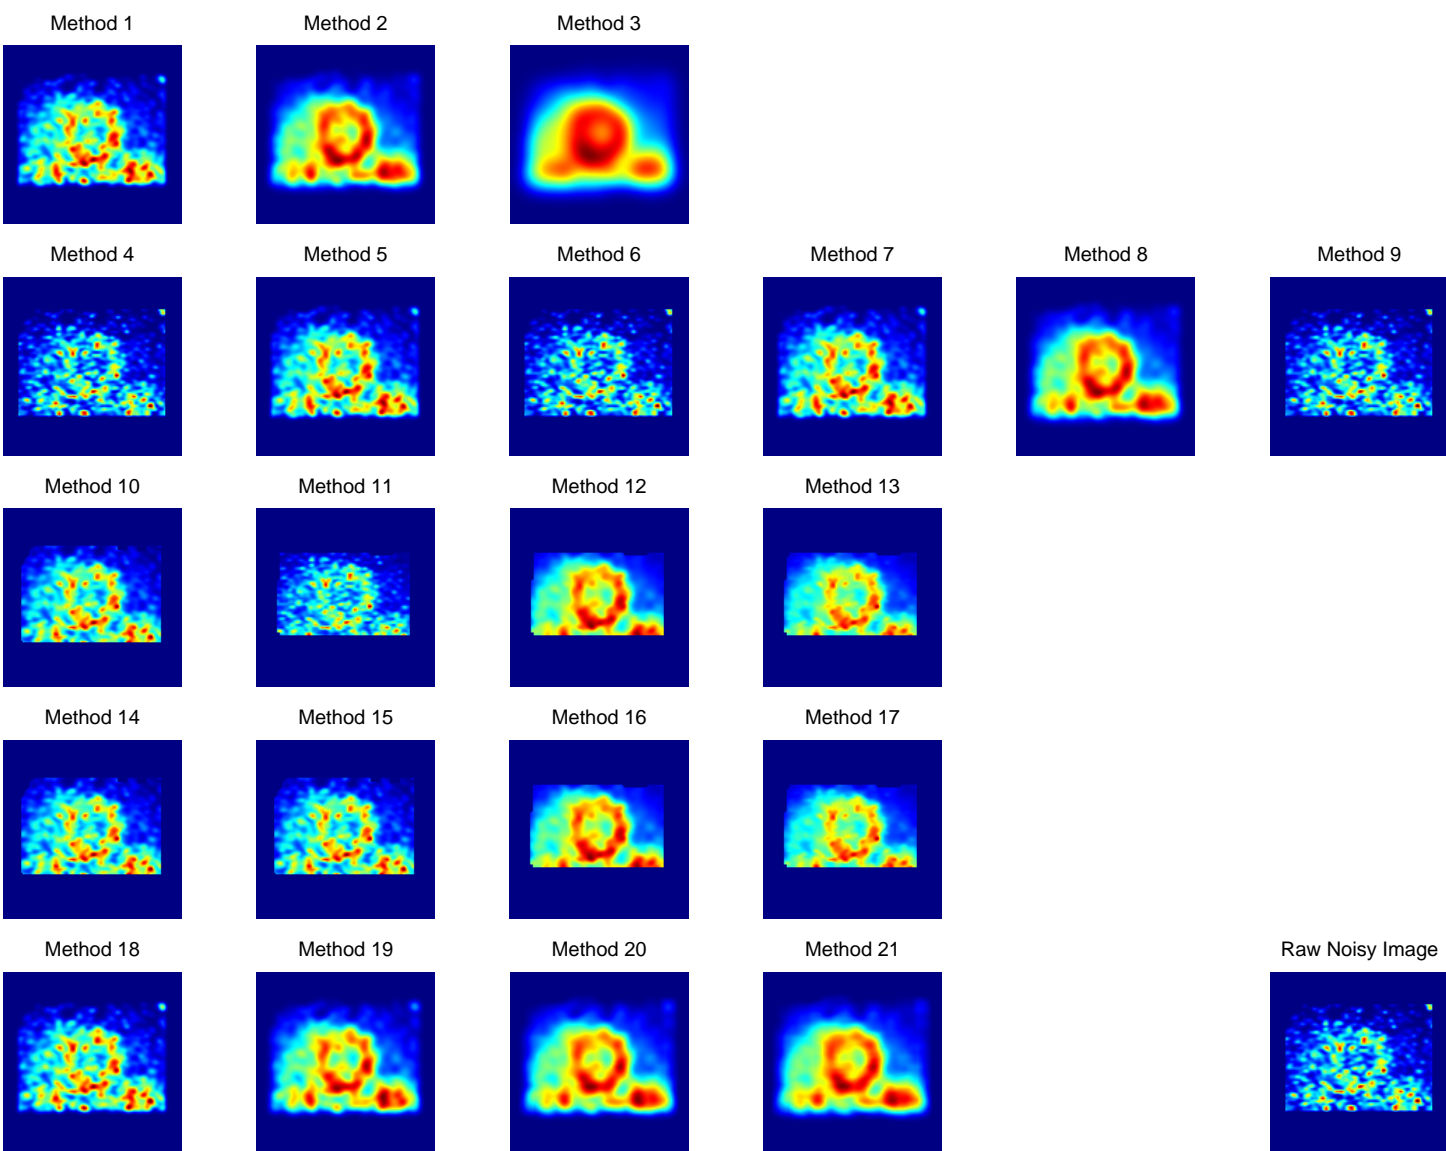 Method 1
Method 2
Method 3
Method 4
Method 5
Method 6
Method 7
Method 8
Method 9
Method 10
Method 11
Method 12
Method 13
Method 14
Method 15
Method 16
Method 17
Method 18
Method 19
Method 20
Method 21
Raw Noisy Image